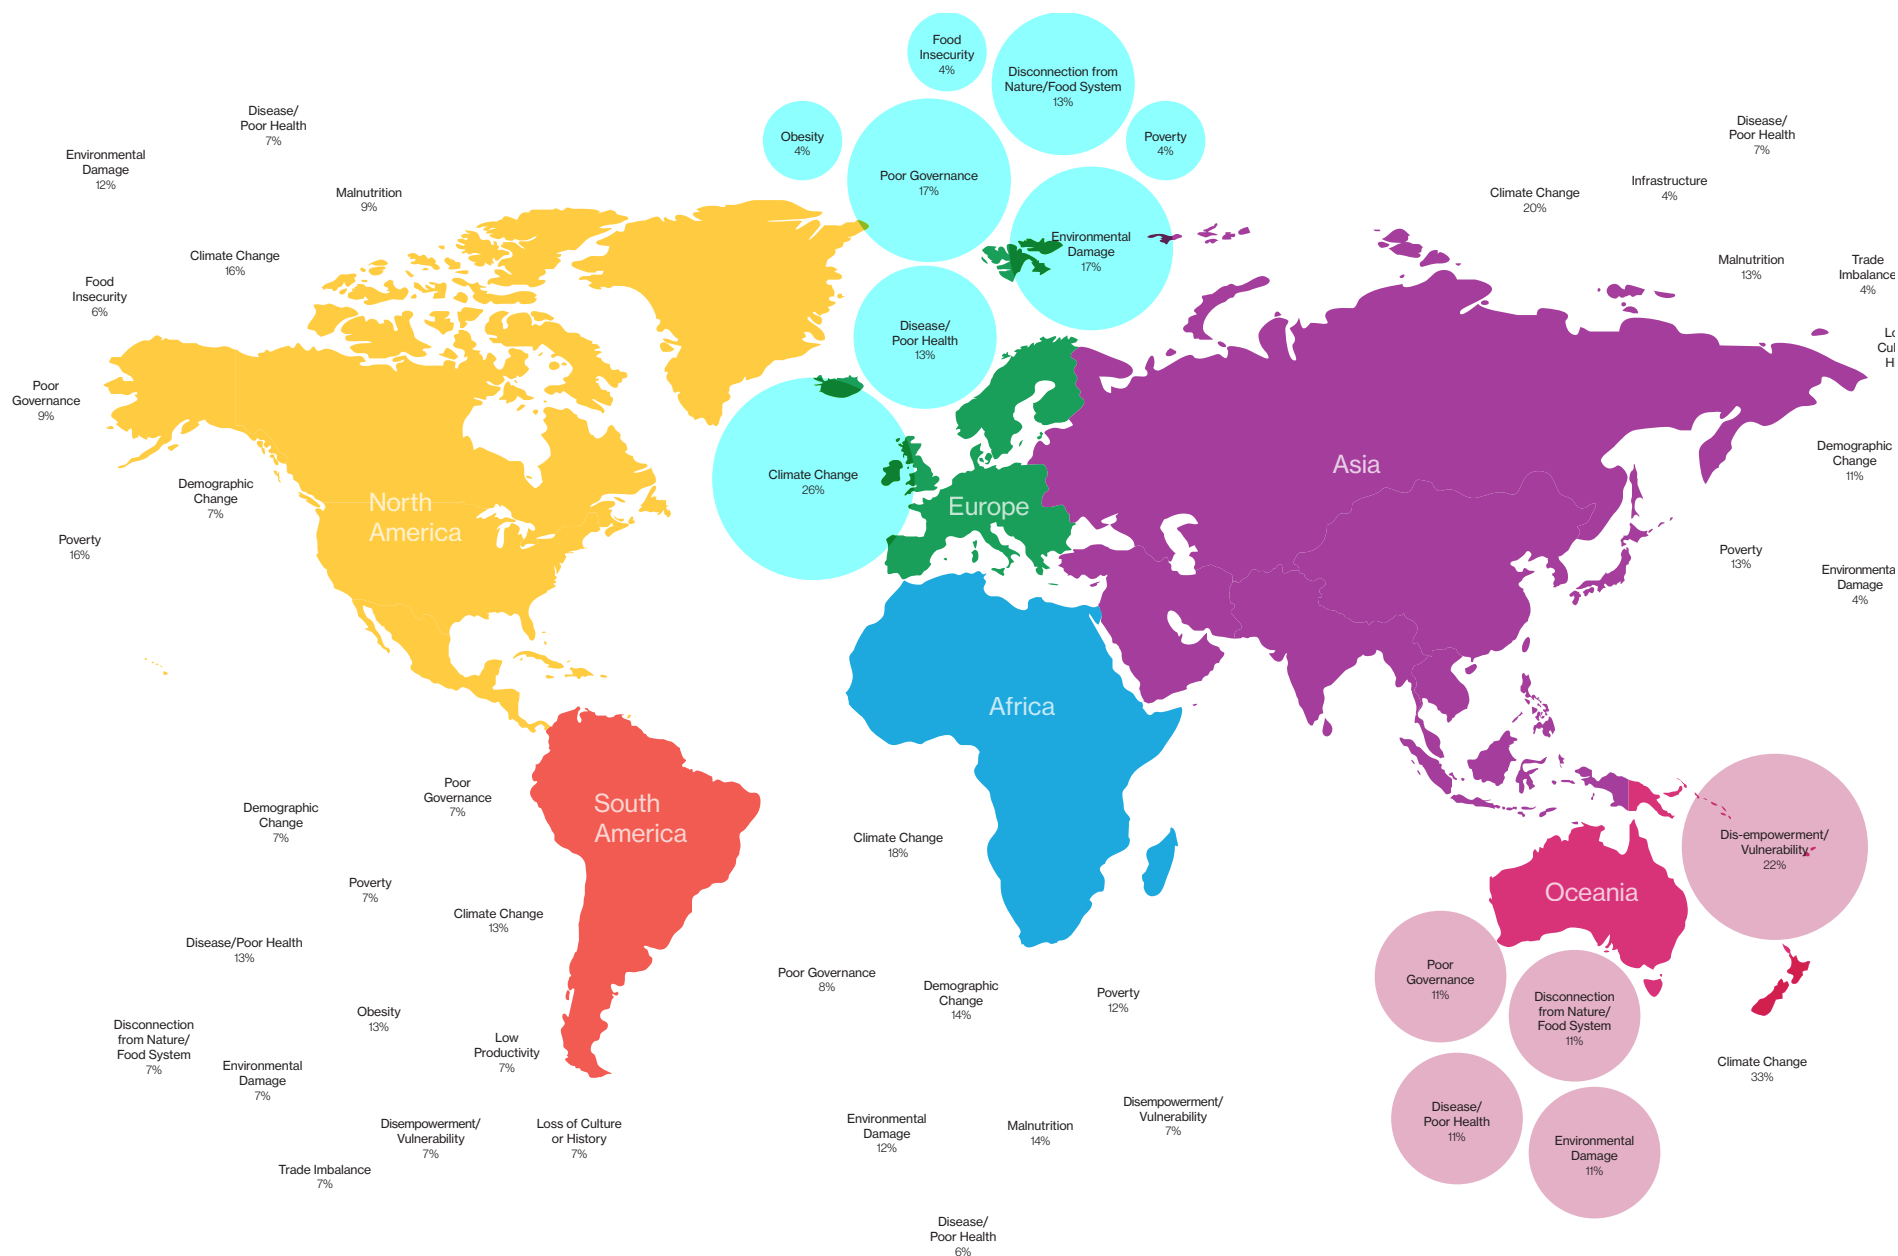 Food
Insecurity
4%
Disconnection from
Nature/Food System
13%
Obesity
4%
Poverty
4%
Poor Governance
17%
Environmental
Damage
17%
Disease/
Poor Health
13%
Climate Change
26%
Europe
Disease/
Poor Health
7%
Environmental
Damage
12%
Malnutrition
9%
Climate Change
16%
Food
Insecurity
6%
Poor
Governance
9%
Demographic
Change
7%
Poverty
16%
North
America
Disease/
Poor Health
7%
Infrastructure
4%
Climate Change
20%
Malnutrition
13%
Trade
Imbalance
4%
Demographic
Change
11%
Poverty
13%
Damage
4%
Asia
Africa
Climate Change
18%
Poor Governance
8%
Demographic
Change
14%
Poverty
12%
Environmental
Damage
12%
Malnutrition
14%
Disempowerment/
Vulnerability
7%
Disease/
Poor Health
6%
South
America
Poor
Governance
7%
Demographic
Change
7%
Poverty
7%
Climate Change
13%
Disease/Poor Health
13%
Obesity
13%
Disconnection
from Nature/
Food System
7%
Low
Productivity
7%
Environmental
Damage
7%
Disempowerment/
Vulnerability
7%
Loss of Culture
or History
7%
Trade Imbalance
7%
Oceania
Dis-empowerment/
Vulnerability
22%
Poor
Governance
11%
Disconnection
from Nature/
Food System
11%
Climate Change
33%
Disease/
Poor Health
11%
Environmental
Damage
11%